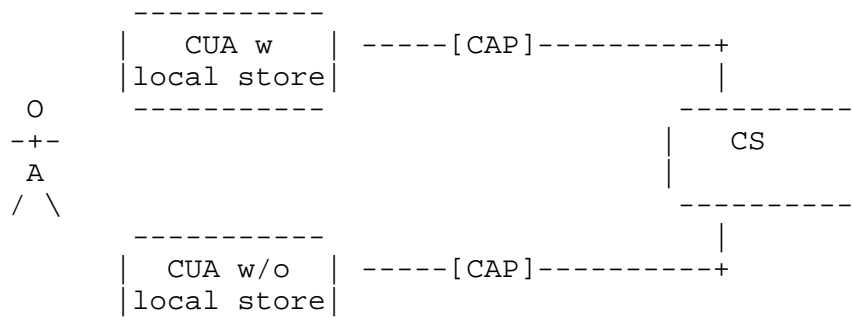 -----------
| CUA w | -----[CAP]----------+
|local store| |
O ----------- ----------
-+- | CS
A |
/ \ ----------
----------- |
| CUA w/o | -----[CAP]----------+
|local store|